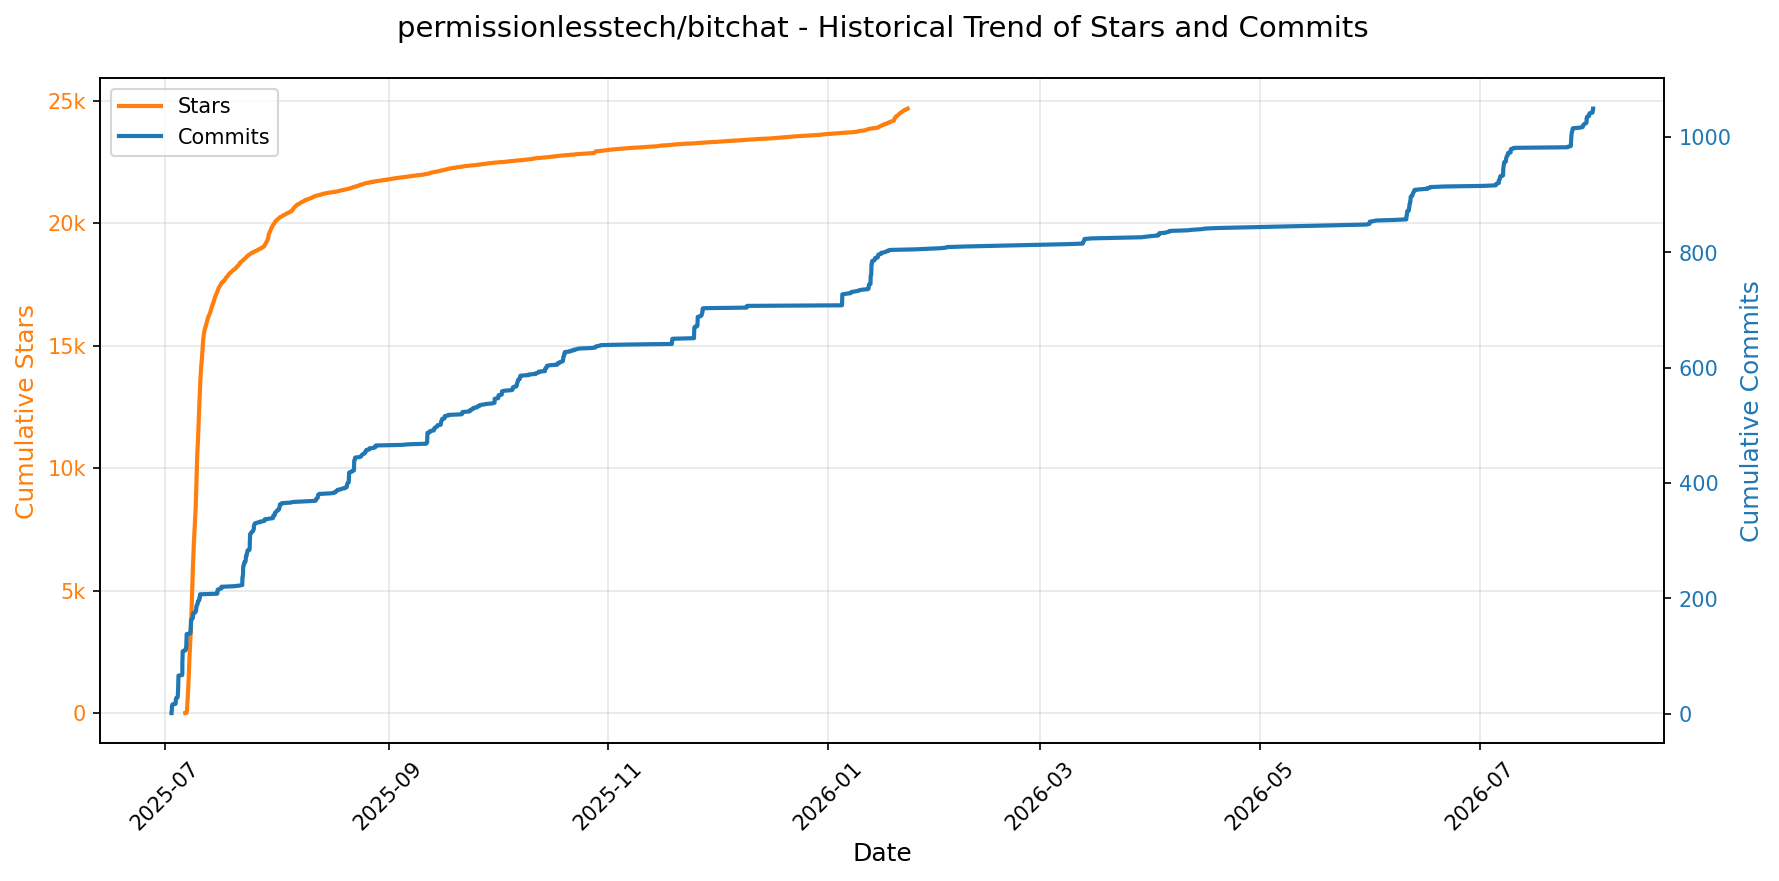 permissionlesstech/bitchat - Historical Trend of Stars and Commits
Stars
Commits
25k
20k
15k
10k
5k
0
Cumulative Stars
1000
800
600
400
200
0
Cumulative Commits
2025-07
2025-09
2025-11
2026-01
2026-03
2026-05
2026-07
Date